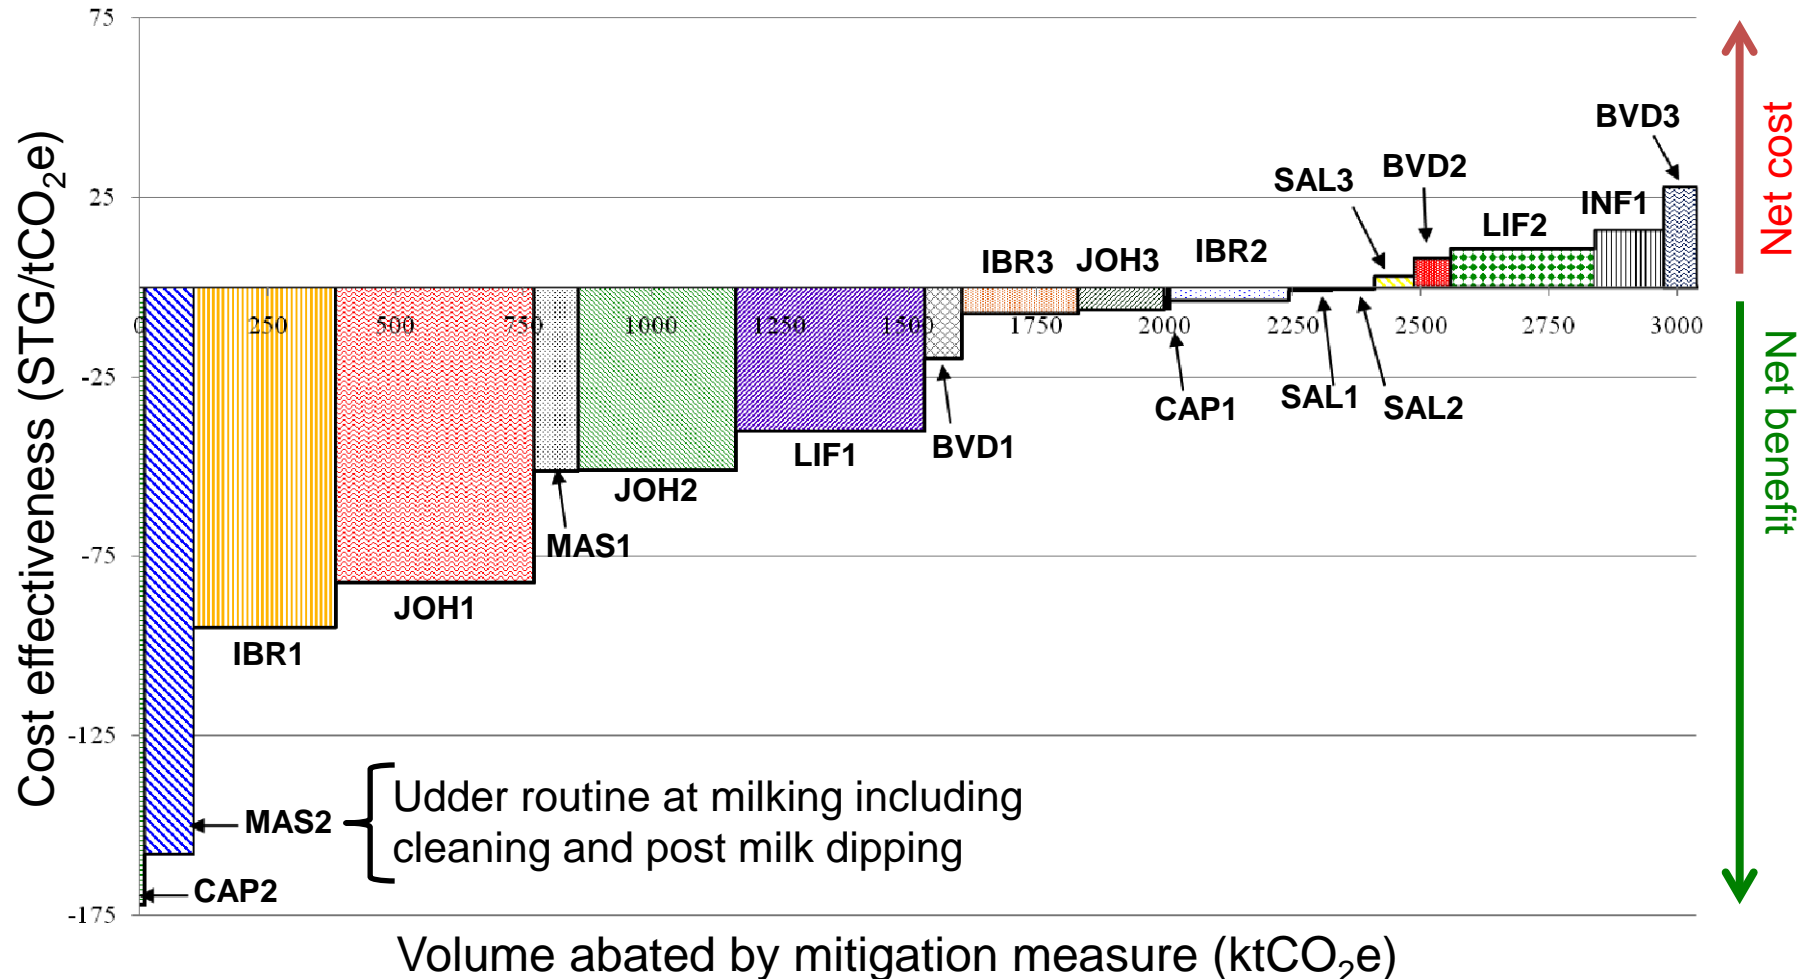 75
25
-25
-75
-125
-175
Cost effectiveness (STG/tCO₂e)
0
250
500
750
1000
1250
1500
1750
2000
2250
2500
2750
3000
Volume abated by mitigation measure (ktCO₂e)
CAP2
MAS2
Udder routine at milking including
cleaning and post milk dipping
IBR1
JOH1
MAS1
JOH2
LIF1
BVD1
IBR3
JOH3
CAP1
IBR2
SAL1
SAL2
SAL3
BVD2
LIF2
INF1
BVD3
Net cost
Net benefit